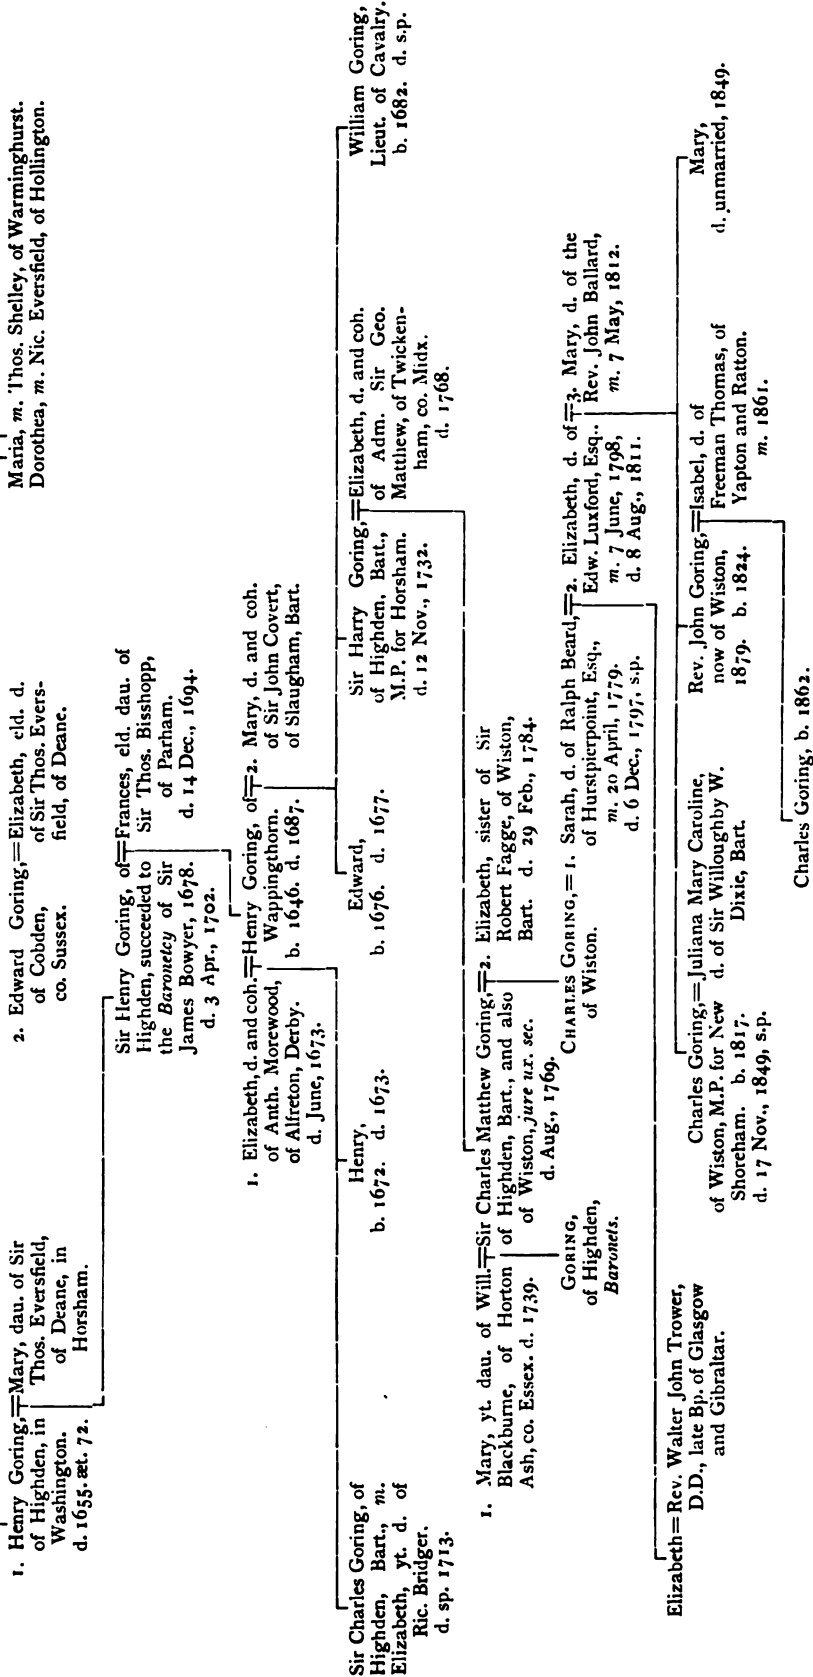 1. Henry Goring,=Mary, dau. of Sir
of Highden, in Thos. Eversfield,
Washington. of Deane, in
d. 1655, æt. 72. Horsham.
2. Edward Goring,=Elizabeth, eld. d.
of Cobden, of Sir Thos. Evers-
co. Sussex. field, of Deane.
Maria, m. Thos. Shelley, of Warminghurst.
Dorothea, m. Nic. Eversfield, of Hollington.
Sir Henry Goring, of=Frances, eld. dau. of
Highden, succeeded to Sir Thos. Bisshopp,
the Baronetcy of Sir of Parham.
James Bowyer, 1678. d. 14 Dec., 1694.
d. 3 Apr., 1702.
1. Elizabeth, d. and coh.=Henry Goring, of=2. Mary, d. and coh.
of Anth. Morewood, Wappingthorn. of Sir John Covert,
of Alfreton, Derby. b. 1646. d. 1687. of Slaugham, Bart.
d. June, 1673.
Sir Charles Goring, of
Highden, Bart., m.
Elizabeth, yt. d. of
Ric. Bridger.
d. sp. 1713.
Henry,
b. 1672. d. 1673.
Edward,
b. 1676. d. 1677.
Sir Harry Goring,=Elizabeth, d. and coh.
of Highden, Bart., of Adm. Sir Geo.
M.P. for Horsham. Matthew, of Twicken-
d. 12 Nov., 1732. ham, co. Midx.
d. 1768.
William Goring,
Lieut. of Cavalry.
b. 1682. d. s.p.
1. Mary, yt. dau. of Will.=Sir Charles Matthew Goring,=2. Elizabeth, sister of Sir
Blackburne, of Horton of Highden, Bart., and also Robert Fagge, of Wiston,
Ash, co. Essex. d. 1739. of Wiston, jure ux. sec. Bart. d. 29 Feb., 1784.
d. Aug., 1769.
GORING,
of Highden,
Baronets.
CHARLES GORING,=1. Sarah, d. of Ralph Beard,=2. Elizabeth, d. of=3. Mary, d. of the
of Wiston. of Hurstpierpoint, Esq., Edw. Luxford, Esq.. Rev. John Ballard,
m. 20 April, 1779. m. 7 June, 1798, m. 7 May, 1812.
d. 6 Dec., 1797, s.p. d. 8 Aug., 1811.
Elizabeth=Rev. Walter John Trower,
D.D., late Bp. of Glasgow
and Gibraltar.
Charles Goring,=Juliana Mary Caroline,
of Wiston, M.P. for New d. of Sir Willoughby W.
Shoreham. b. 1817. Dixie, Bart.
d. 17 Nov., 1849, s.p.
Rev. John Goring,=Isabel, d. of
now of Wiston, Freeman Thomas, of
1879. b. 1824. Yapton and Ratton.
m. 1861.
Mary,
d. unmarried, 1849.
Charles Goring, b. 1862.